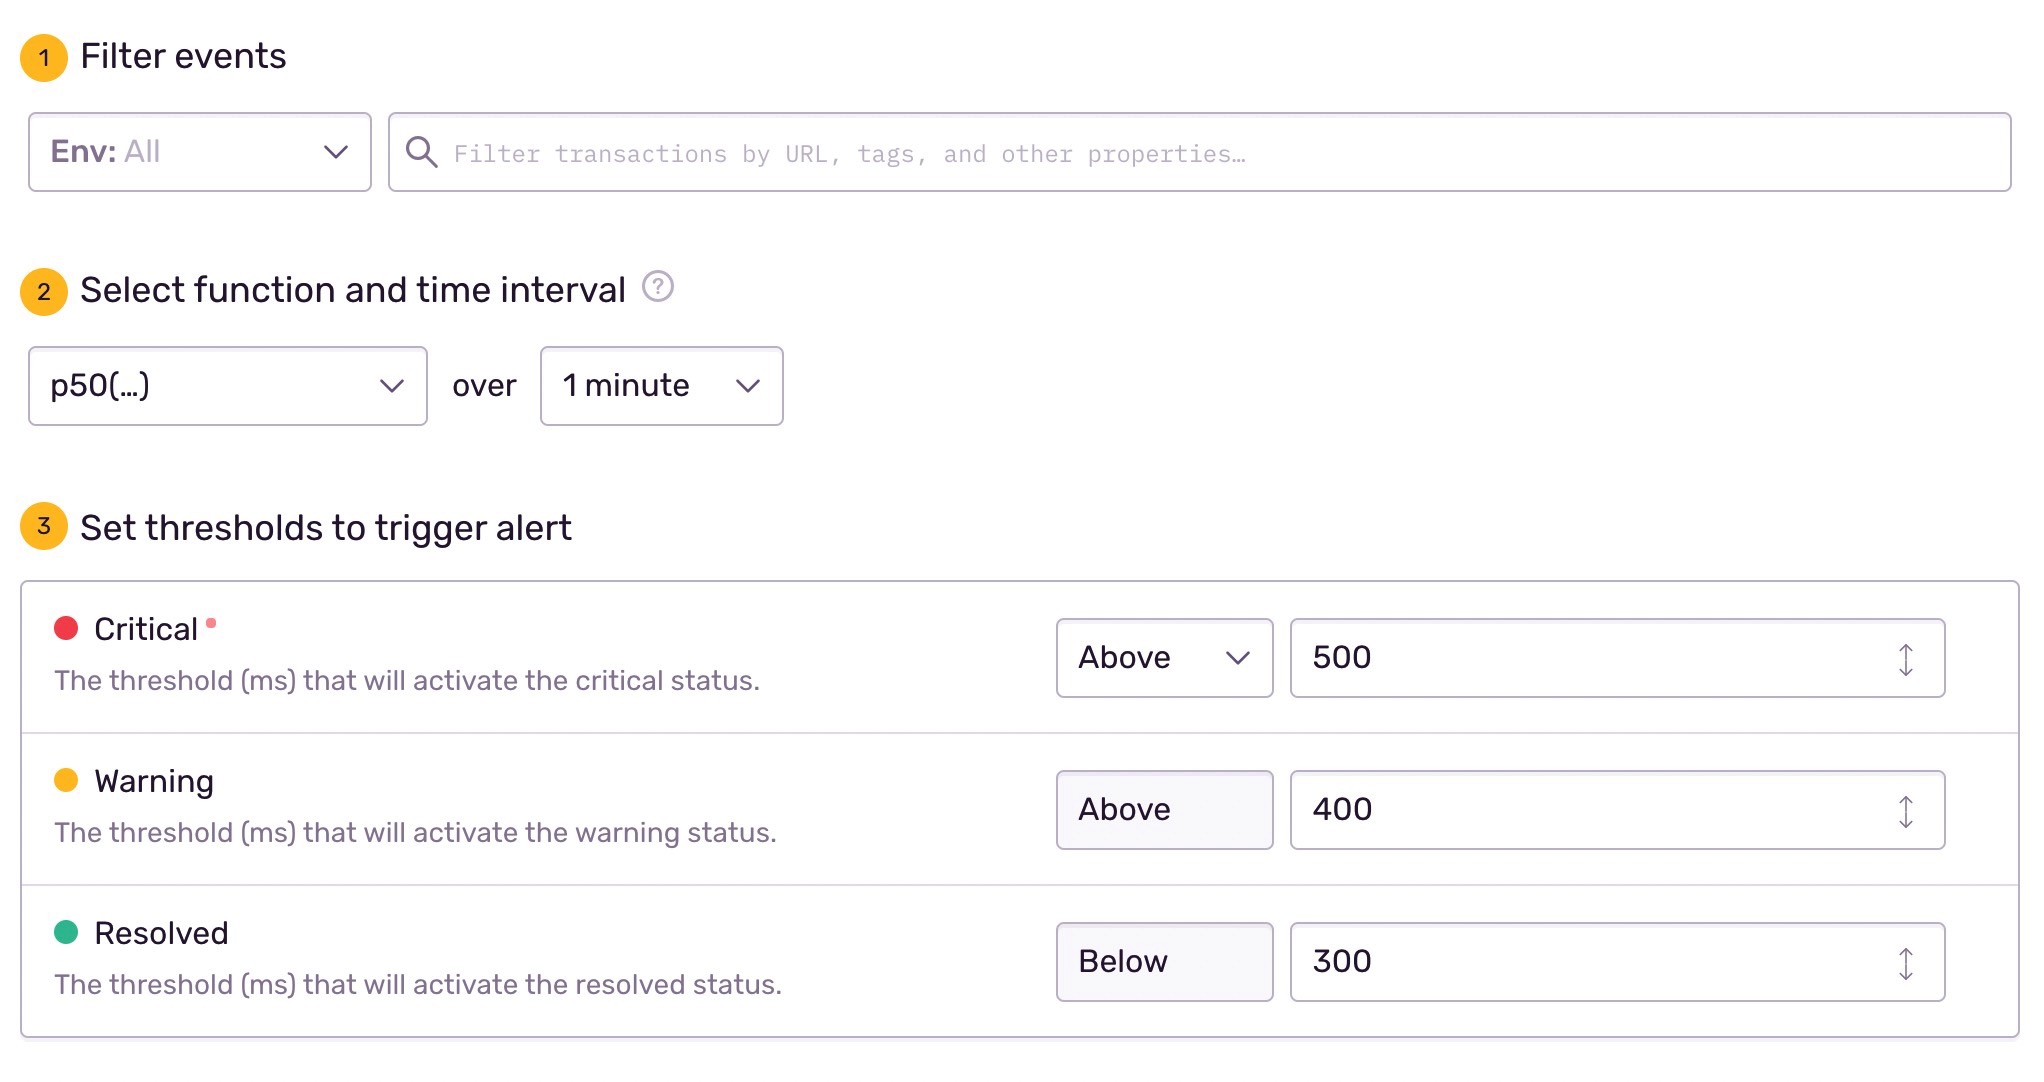 1 Filter events
Env: All
Filter transactions by URL, tags, and other properties…
2 Select function and time interval ?
p50(…) over 1 minute
3 Set thresholds to trigger alert
Critical
Above 500
The threshold (ms) that will activate the critical status.
Warning
Above 400
The threshold (ms) that will activate the warning status.
Resolved
Below 300
The threshold (ms) that will activate the resolved status.